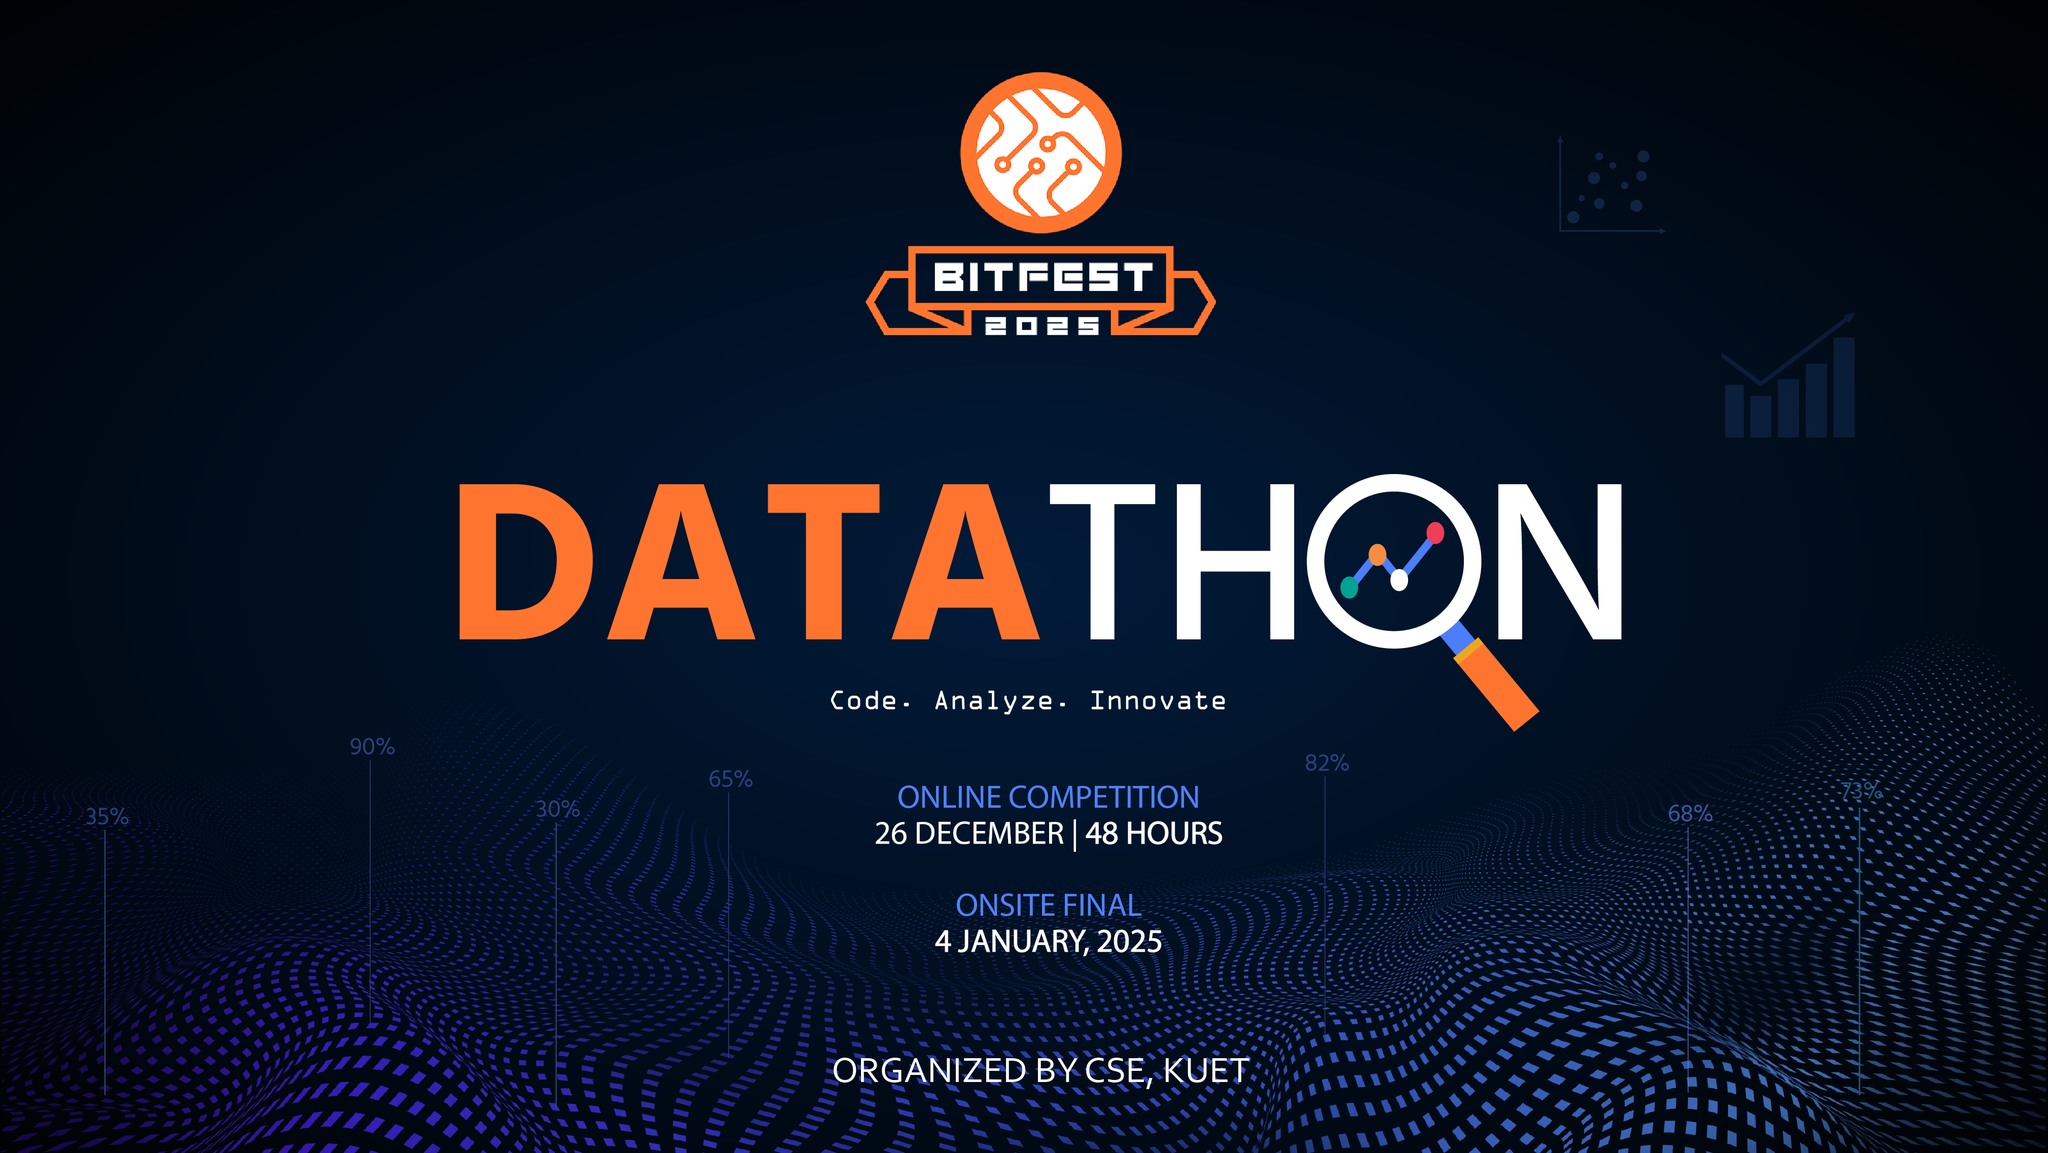 BITFEST
2025
DATATHON
Code. Analyze. Innovate
90%
65%
82%
35%
30%
68%
73%
ONLINE COMPETITION
26 DECEMBER | 48 HOURS
ONSITE FINAL
4 JANUARY, 2025
ORGANIZED BY CSE, KUET